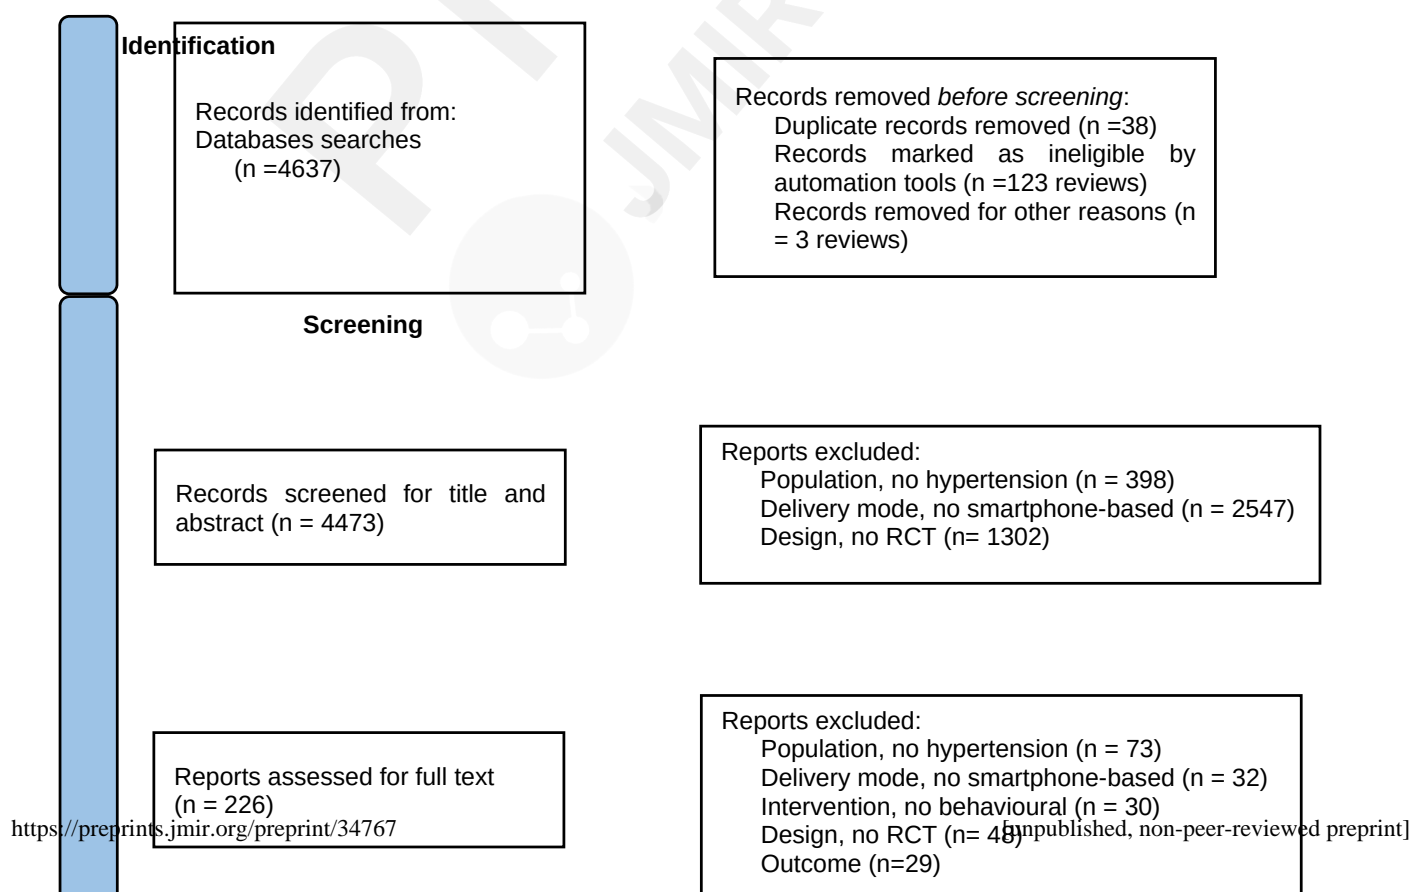 Identification
Records identified from:
Databases searches
(n =4637)
Records removed before screening:
Duplicate records removed (n =38)
Records marked as ineligible by
automation tools (n =123 reviews)
Records removed for other reasons (n
= 3 reviews)
Screening
Records screened for title and
abstract (n = 4473)
Reports excluded:
Population, no hypertension (n = 398)
Delivery mode, no smartphone-based (n = 2547)
Design, no RCT (n= 1302)
Reports assessed for full text
(n = 226)
Reports excluded:
Population, no hypertension (n = 73)
Delivery mode, no smartphone-based (n = 32)
Intervention, no behavioural (n = 30)
Design, no RCT (n= 48)
Outcome (n=29)
https://preprints.jmir.org/preprint/34767
[unpublished, non-peer-reviewed preprint]
JMIR